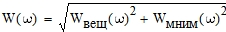 W(ω) = √(W_вещ(ω)² + W_мним(ω)²)